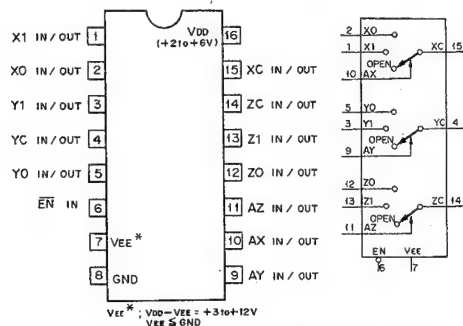 X1 IN/OUT 1
X0 IN/OUT 2
Y1 IN/OUT 3
YC IN/OUT 4
Y0 IN/OUT 5
EN IN 6
7 VEE*
8 GND
VDD 16
(+2to+6V)
15 XC IN/OUT
14 ZC IN/OUT
13 Z1 IN/OUT
12 Z0 IN/OUT
11 AZ IN/OUT
10 AX IN/OUT
9 AY IN/OUT
VEE* ; VDD-VEE = +3to+12V
VEE ≦ GND
2 X0
1 X1 XC 15
OPEN
10 AX
5 Y0
3 Y1 YC 4
OPEN
9 AY
12 Z0
13 Z1 ZC 14
OPEN
11 AZ
EN VEE
6 7